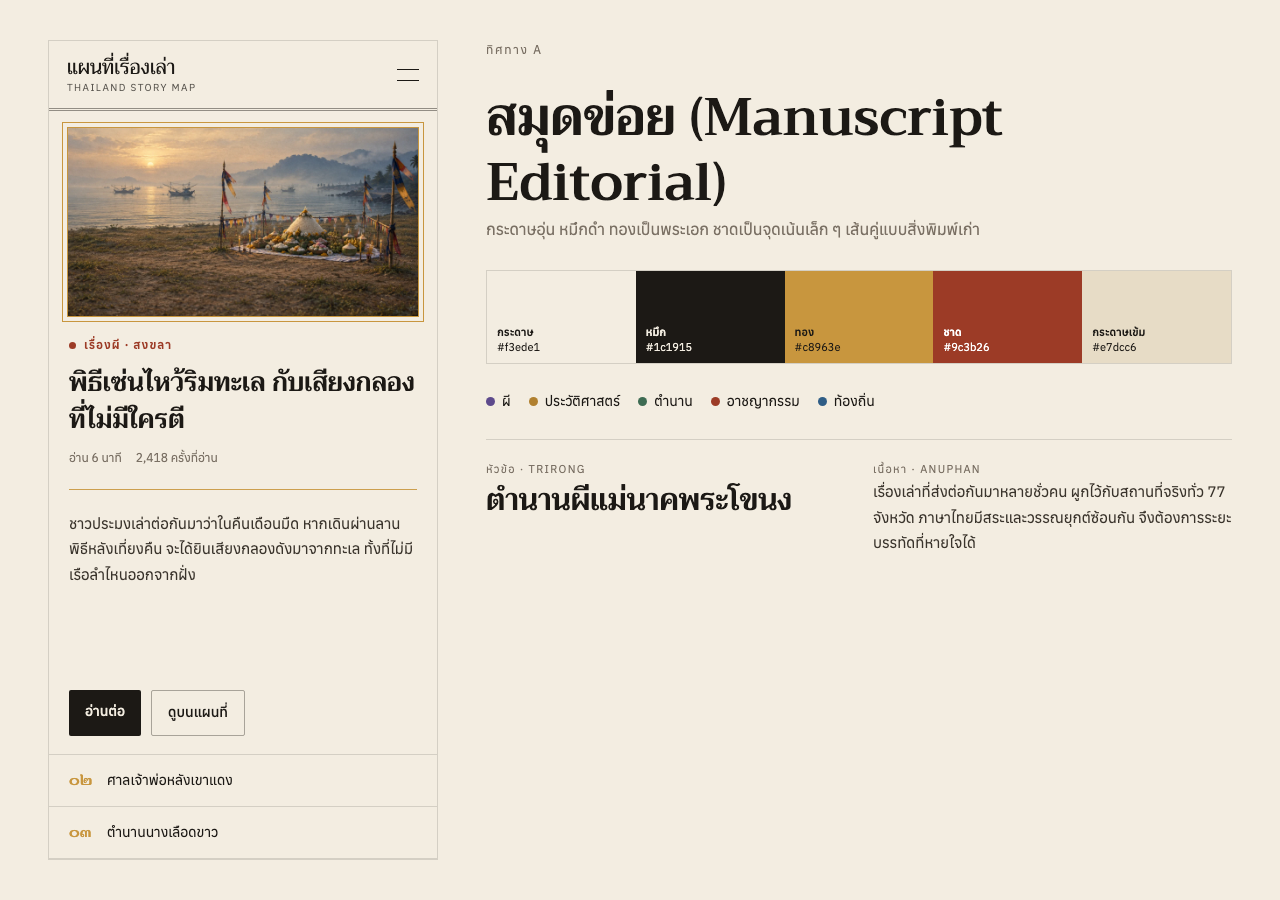 แผนที่เรื่องเล่า
THAILAND STORY MAP
เรื่องผี · สงขลา
พิธีเซ่นไหว้ริมทะเล กับเสียงกลอง
ที่ไม่มีใครตี
อ่าน 6 นาที 2,418 ครั้งที่อ่าน
ชาวประมงเล่าต่อกันมาว่าในคืนเดือนมืด หากเดินผ่านลาน
พิธีหลังเที่ยงคืน จะได้ยินเสียงกลองดังมาจากทะเล ทั้งที่ไม่มี
เรือลำไหนออกจากฝั่ง
อ่านต่อ
ดูบนแผนที่
๐๒ ศาลเจ้าพ่อหลังเขาแดง
๐๓ ตำนานนางเลือดขาว
ทิศทาง A
สมุดข่อย (Manuscript
Editorial)
กระดาษอุ่น หมึกดำ ทองเป็นพระเอก ชาดเป็นจุดเน้นเล็ก ๆ เส้นคู่แบบสิ่งพิมพ์เก่า
กระดาษ
#f3ede1
หมึก
#1c1915
ทอง
#c8963e
ชาด
#9c3b26
กระดาษเข้ม
#e7dcc6
ผี
ประวัติศาสตร์
ตำนาน
อาชญากรรม
ท้องถิ่น
หัวข้อ · TRIRONG
ตำนานผีแม่นาคพระโขนง
เนื้อหา · ANUPHAN
เรื่องเล่าที่ส่งต่อกันมาหลายชั่วคน ผูกไว้กับสถานที่จริงทั่ว 77
จังหวัด ภาษาไทยมีสระและวรรณยุกต์ซ้อนกัน จึงต้องการระยะ
บรรทัดที่หายใจได้